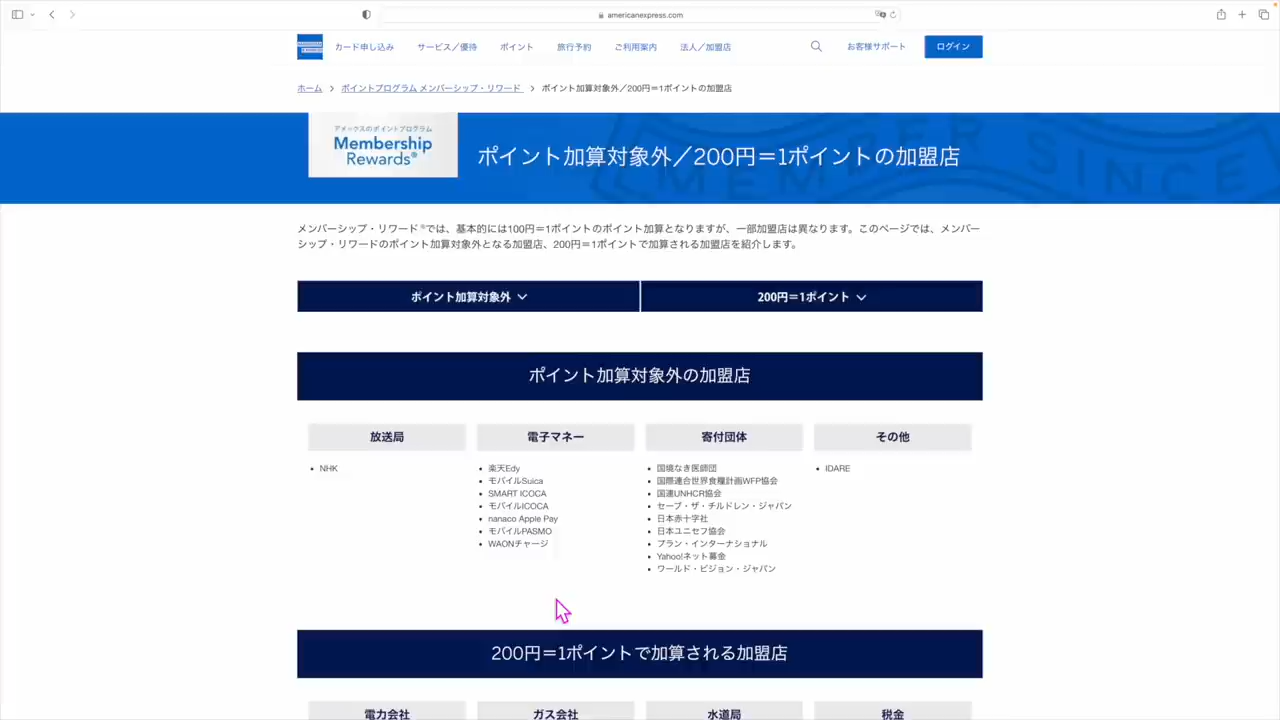 americanexpress.com
カード申し込み
サービス／優待
ポイント
旅行予約
ご利用案内
法人／加盟店
お客様サポート
ログイン
ホーム
ポイントプログラム メンバーシップ・リワード
ポイント加算対象外／200円＝1ポイントの加盟店
アメックスのポイントプログラム
Membership
Rewards®
ポイント加算対象外／200円＝1ポイントの加盟店
MEMBER SINCE
メンバーシップ・リワード®では、基本的には100円＝1ポイントのポイント加算となりますが、一部加盟店は異なります。このページでは、メンバー
シップ・リワードのポイント加算対象外となる加盟店、200円＝1ポイントで加算される加盟店を紹介します。
ポイント加算対象外
200円＝1ポイント
ポイント加算対象外の加盟店
放送局
NHK
電子マネー
楽天Edy
モバイルSuica
SMART ICOCA
モバイルICOCA
nanaco Apple Pay
モバイルPASMO
WAONチャージ
寄付団体
国境なき医師団
国際連合世界食糧計画WFP協会
国連UNHCR協会
セーブ・ザ・チルドレン・ジャパン
日本赤十字社
日本ユニセフ協会
プラン・インターナショナル
Yahoo!ネット募金
ワールド・ビジョン・ジャパン
その他
IDARE
200円＝1ポイントで加算される加盟店
電力会社
ガス会社
水道局
税金